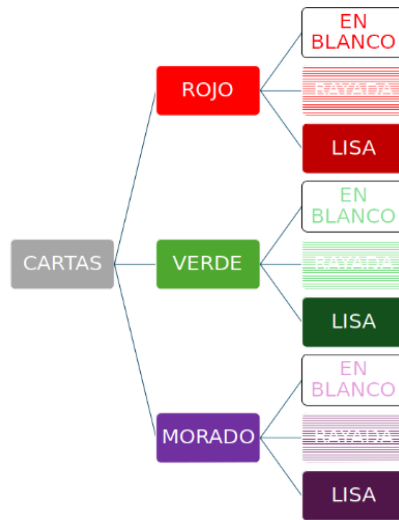 EN
BLANCO
ROJO
RAYADA
LISA
EN
BLANCO
CARTAS
VERDE
RAYADA
LISA
EN
BLANCO
MORADO
RAYADA
LISA